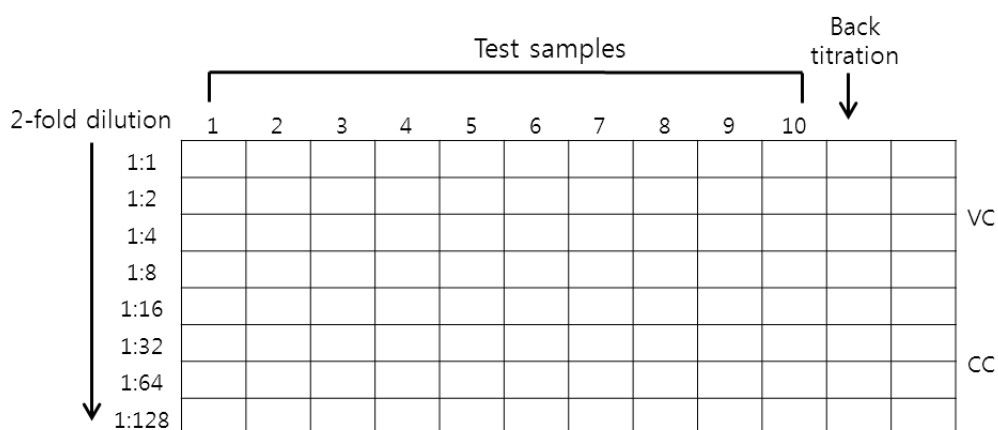 Back
titration
Test samples
2-fold dilution
1 2 3 4 5 6 7 8 9 10
1:1
1:2
VC
1:4
1:8
1:16
1:32
CC
1:64
1:128